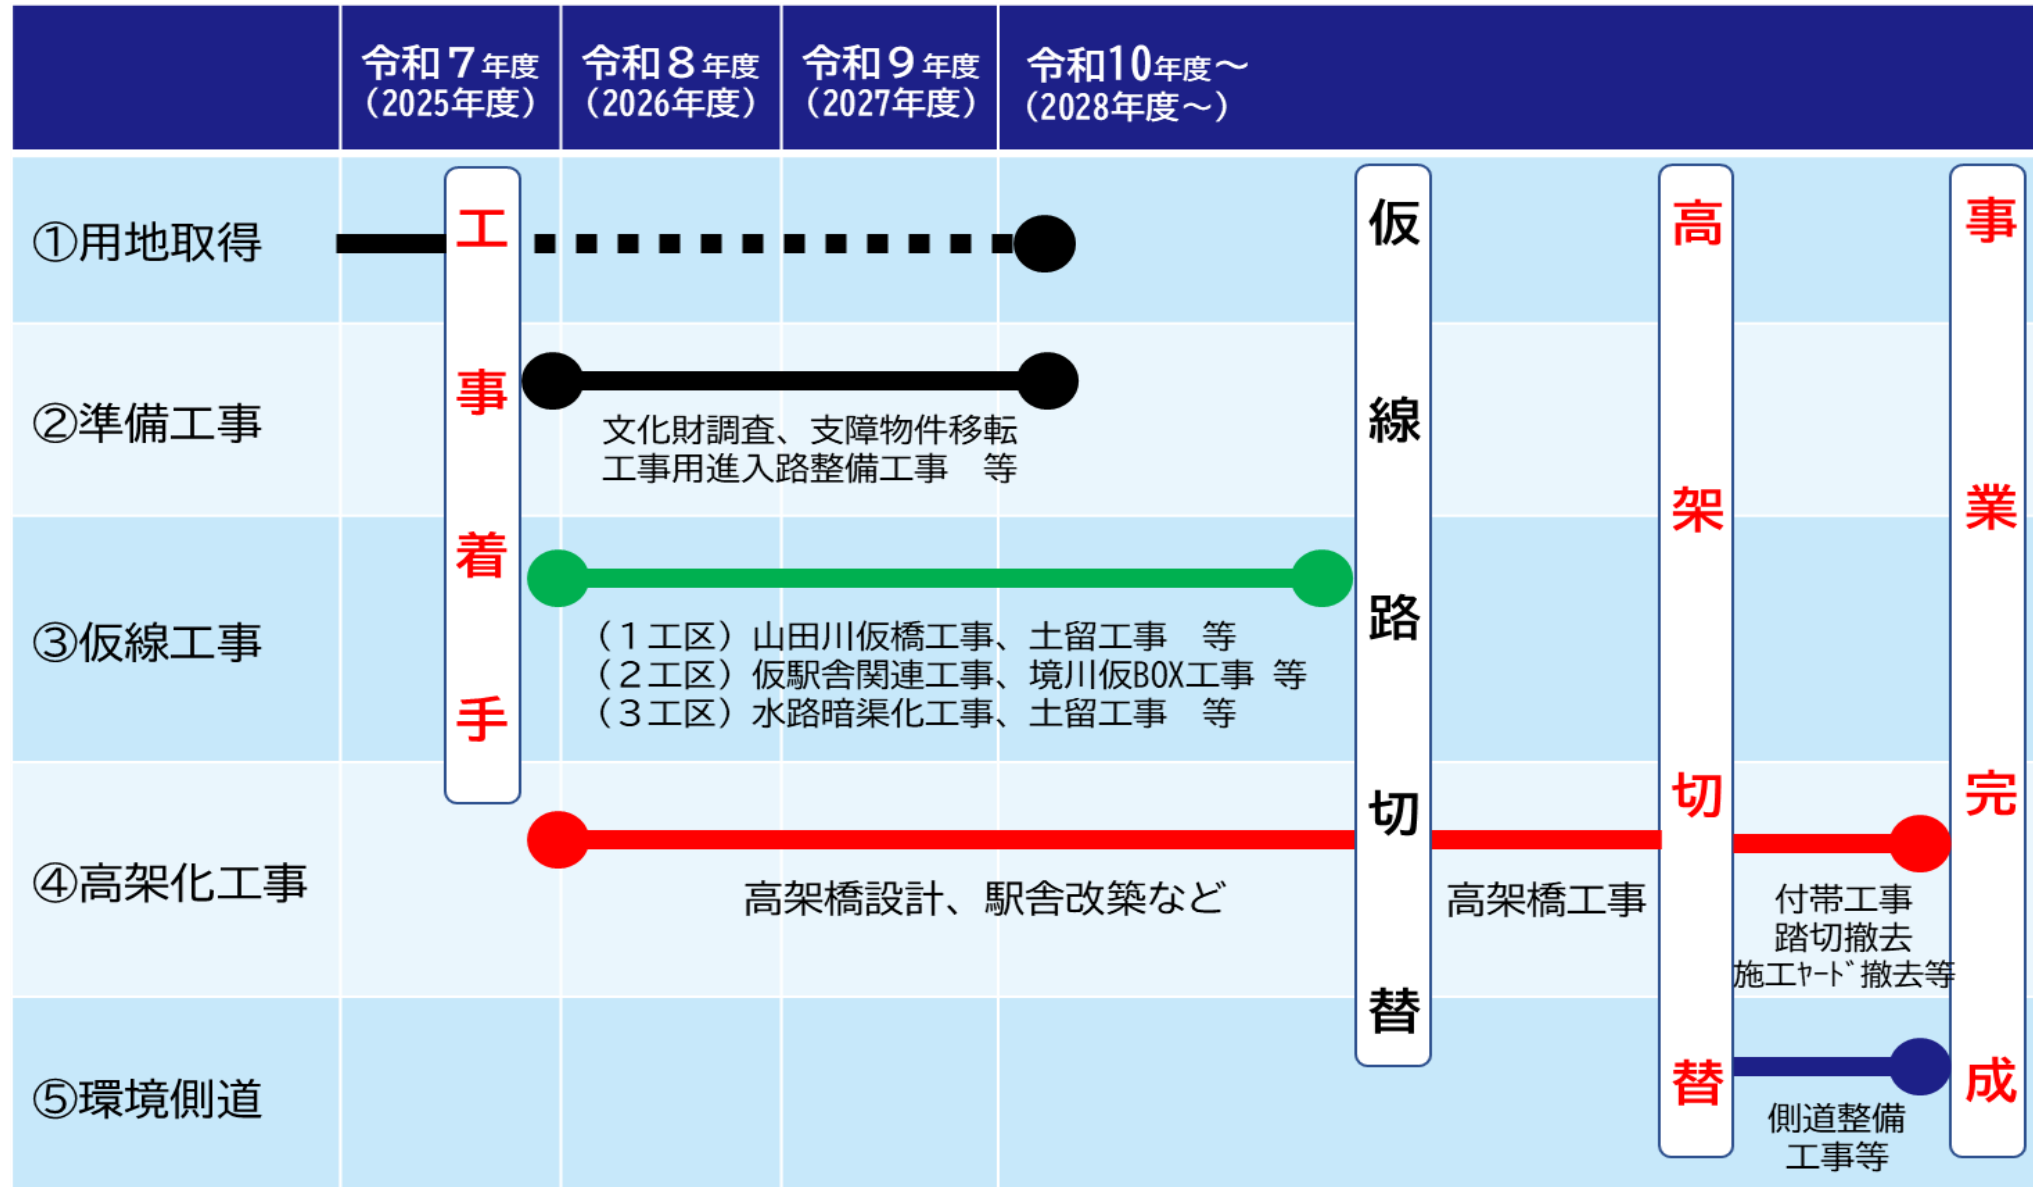 令和７年度
（2025年度）
令和８年度
（2026年度）
令和９年度
（2027年度）
令和10年度～
（2028年度～）
①用地取得
②準備工事
③仮線工事
④高架化工事
⑤環境側道
工事着手
文化財調査、支障物件移転
工事用進入路整備工事　等
（１工区）山田川仮橋工事、土留工事　等
（２工区）仮駅舎関連工事、境川仮BOX工事 等
（３工区）水路暗渠化工事、土留工事　等
高架橋設計、駅舎改築など
仮線路切替
高架橋工事
高架切替
付帯工事
踏切撤去
施工ﾔｰﾄﾞ撤去等
側道整備
工事等
事業完成